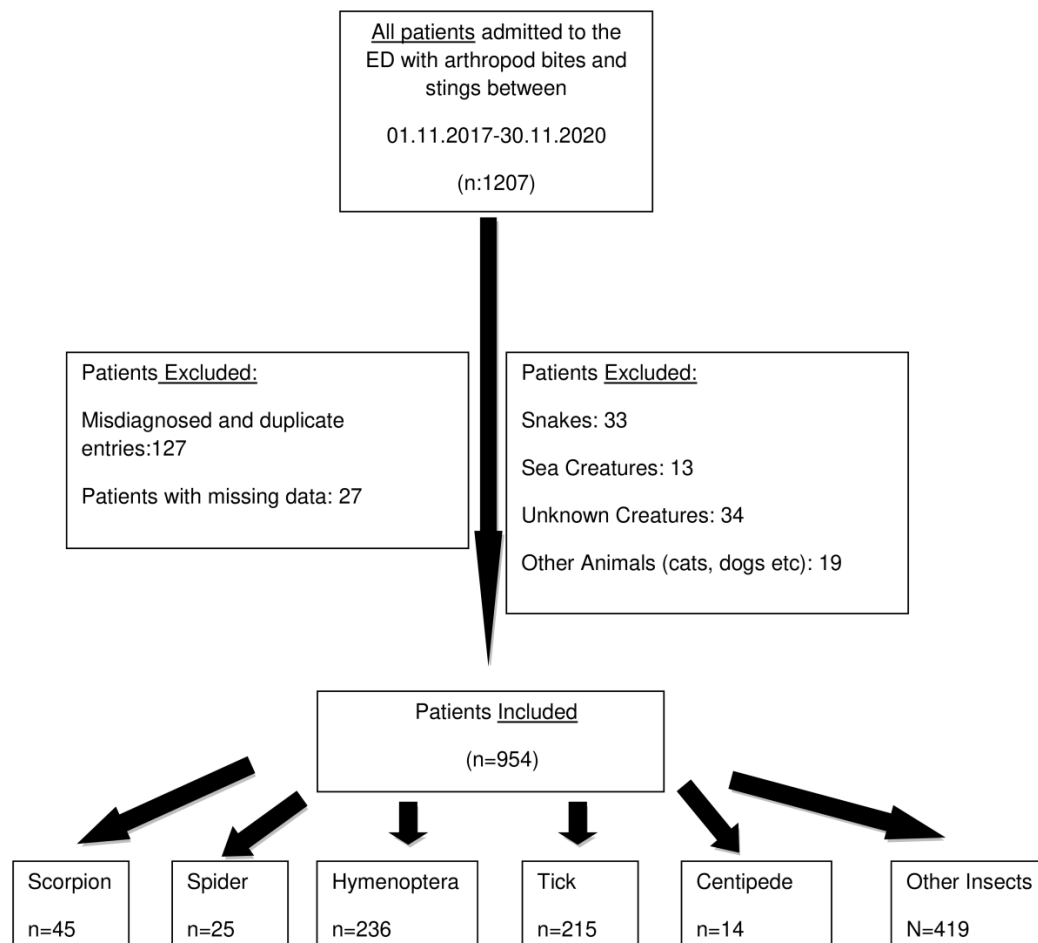 All patients admitted to the
ED with arthropod bites and
stings between
01.11.2017-30.11.2020
(n:1207)
Patients Excluded:
Misdiagnosed and duplicate
entries:127
Patients with missing data: 27
Patients Excluded:
Snakes: 33
Sea Creatures: 13
Unknown Creatures: 34
Other Animals (cats, dogs etc): 19
Patients Included
(n=954)
Scorpion
n=45
Spider
n=25
Hymenoptera
n=236
Tick
n=215
Centipede
n=14
Other Insects
N=419